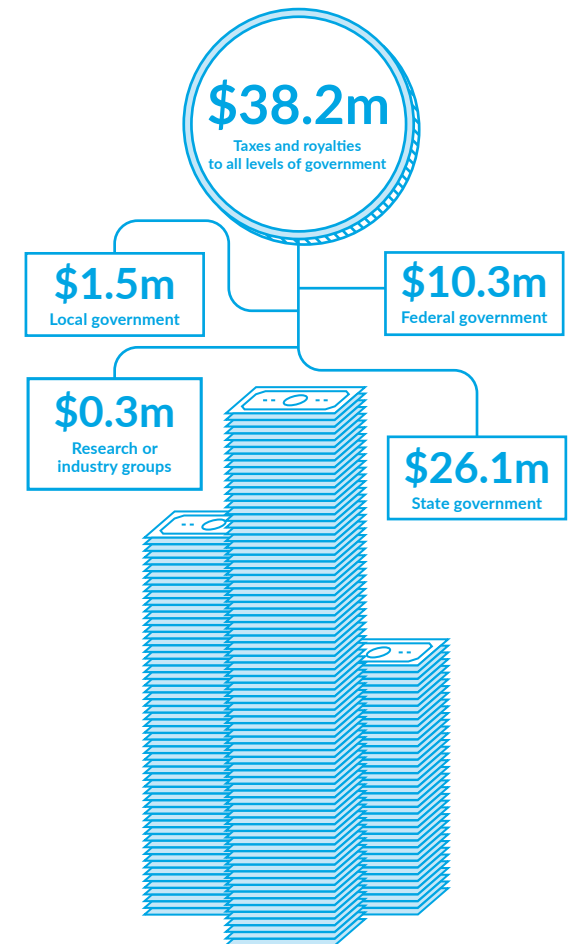 $38.2m
Taxes and royalties
to all levels of government
$1.5m
Local government
$10.3m
Federal government
$0.3m
Research or
industry groups
$26.1m
State government